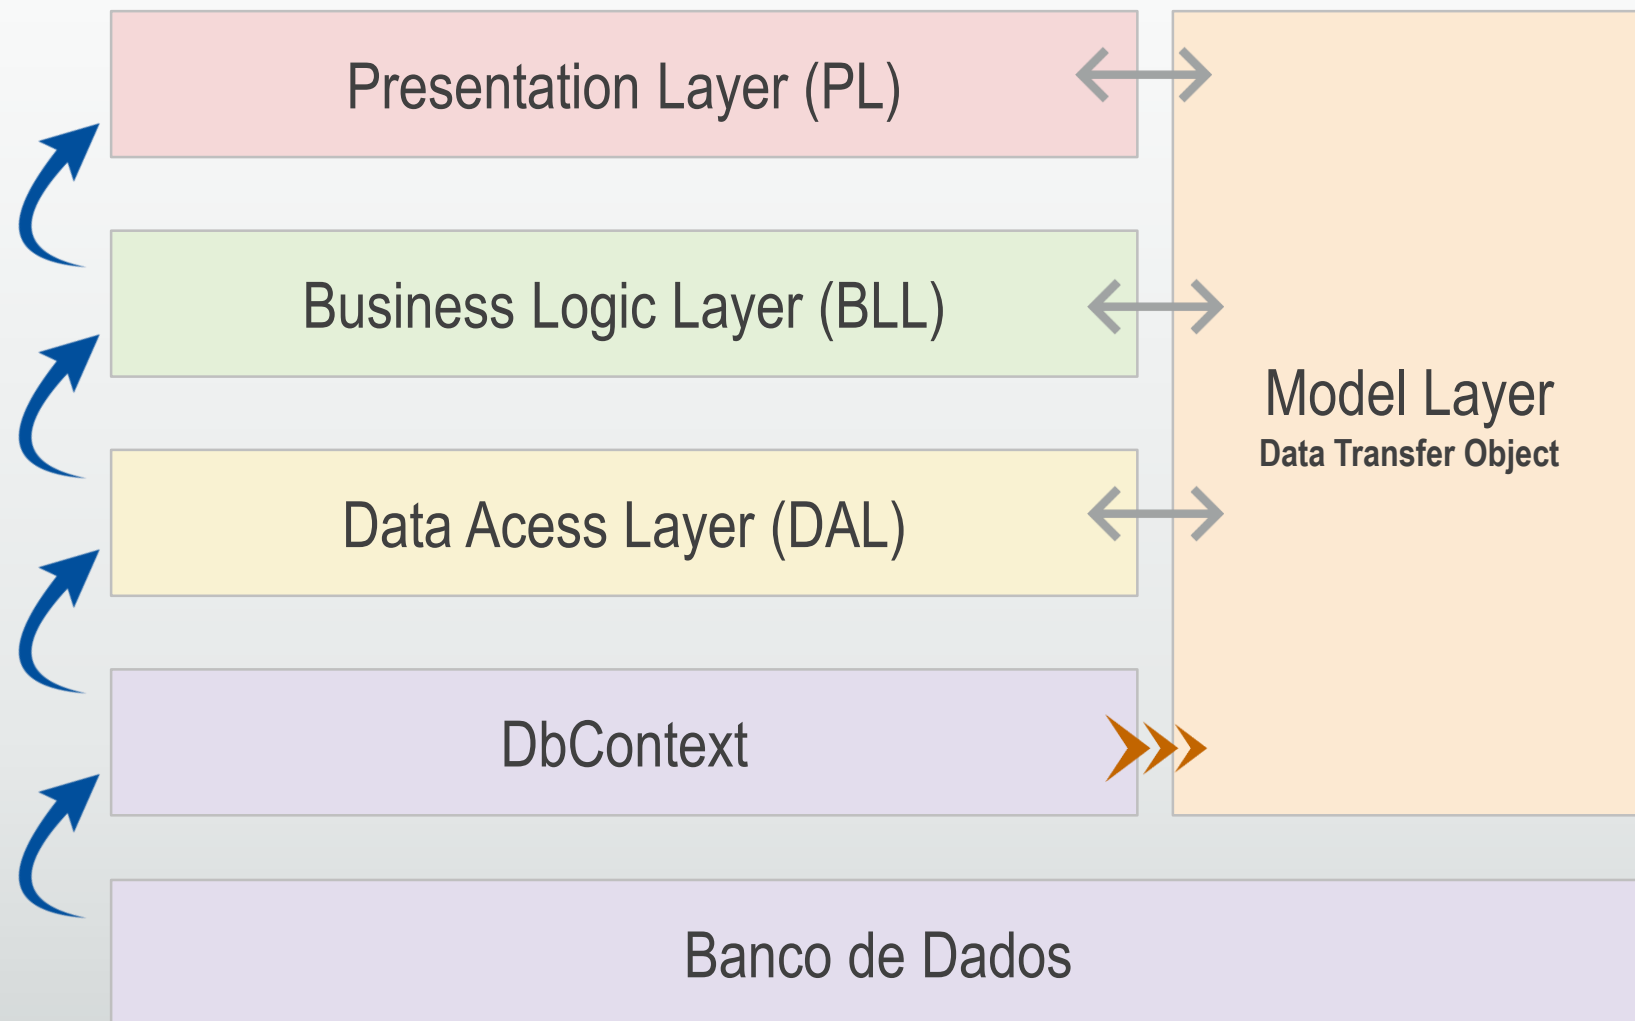 Presentation Layer (PL)
Business Logic Layer (BLL)
Model Layer
Data Transfer Object
Data Acess Layer (DAL)
DbContext
Banco de Dados